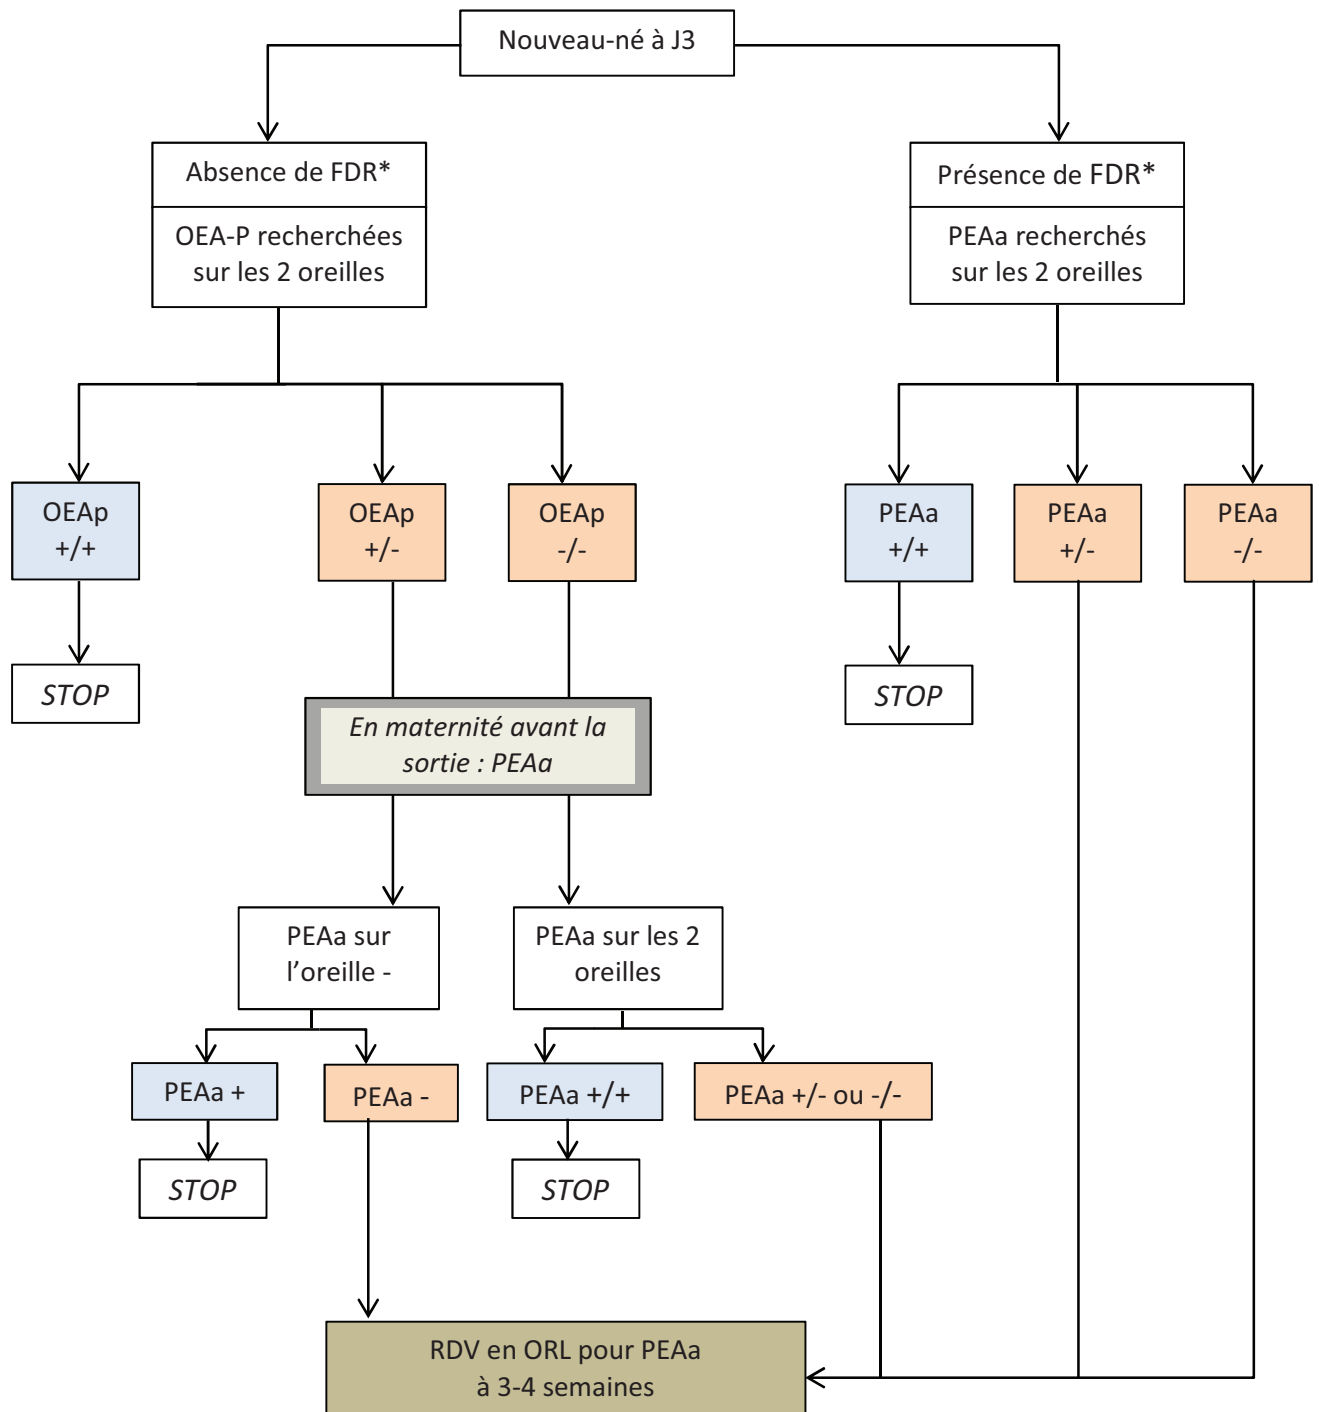 Nouveau-né à J3
Absence de FDR*
OEA-P recherchées
sur les 2 oreilles
Présence de FDR*
PEAa recherchés
sur les 2 oreilles
OEAp
+/+
OEAp
+/-
OEAp
-/-
PEAa
+/+
PEAa
+/-
PEAa
-/-
STOP
STOP
En maternité avant la
sortie : PEAa
PEAa sur
l’oreille -
PEAa sur les 2
oreilles
PEAa +
PEAa -
PEAa +/+
PEAa +/- ou -/-
STOP
STOP
RDV en ORL pour PEAa
à 3-4 semaines